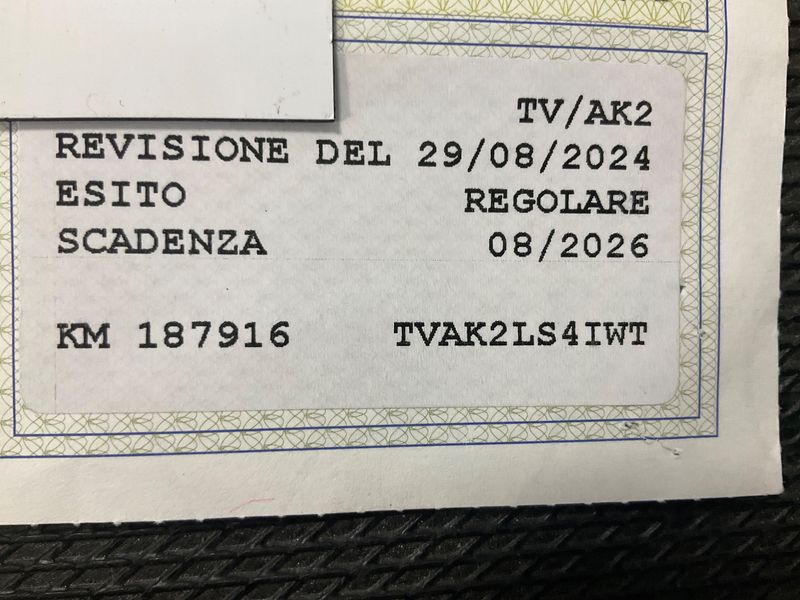 TV/AK2
REVISIONE DEL 29/08/2024
ESITO REGOLARE
SCADENZA 08/2026
KM 187916 TVAK2LS4IWT